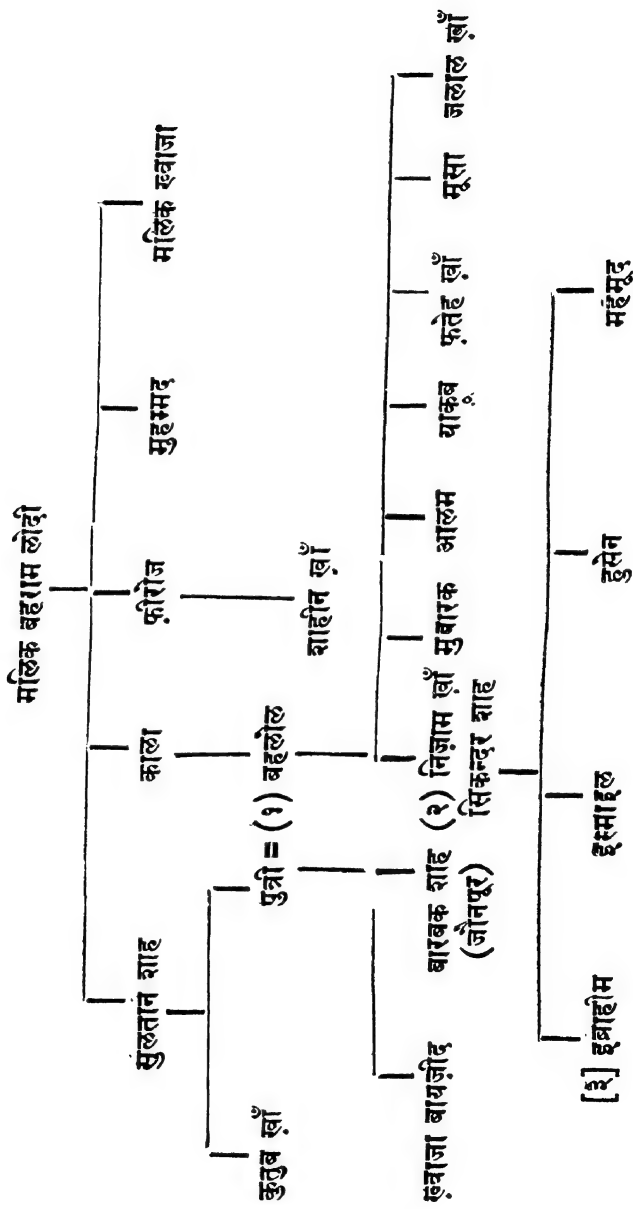 मलिक बहराम लोदी
सुलतान शाह काला फ़ीरोज़ मुहम्मद मलिक ख्वाजा
कुतुब ख़ाँ पुत्री = (१) बहलोल शाहीन ख़ाँ
ख़्वाजा बायज़ीद बारबक शाह (२) निज़ाम ख़ाँ मुबारक आलम याकूब फ़तेह ख़ाँ मूसा जलाल ख़ाँ
(जौनपूर) सिकन्दर शाह
[३] इब्राहीम इस्माइल हुसेन महमूद